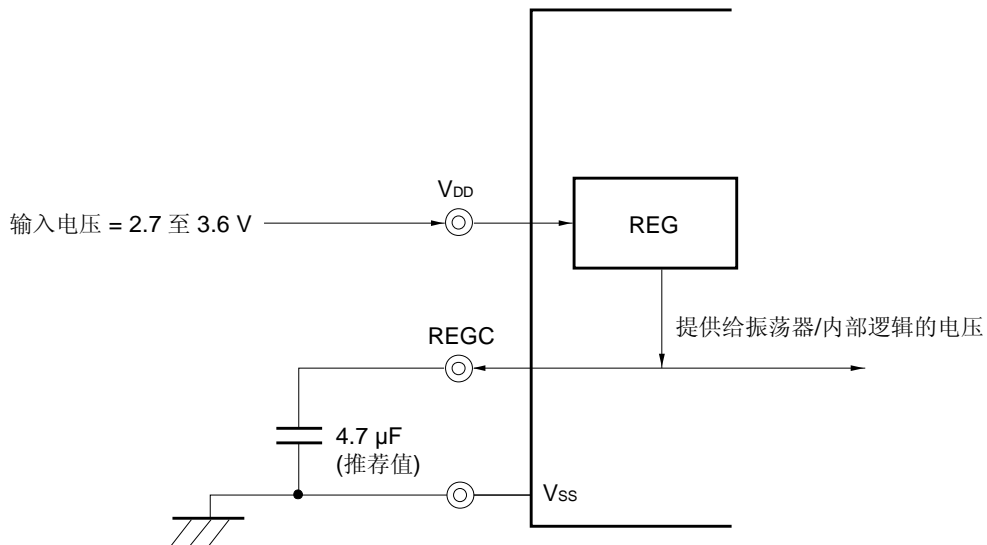 VDD
输入电压 = 2.7 至 3.6 V
REG
提供给振荡器/内部逻辑的电压
REGC
4.7 µF
(推荐值)
VSS